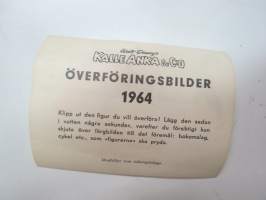 Walt Disney's
KALLE ANKA & C:O
ÖVERFÖRINGSBILDER
1964
Klipp ut den figur du vill överföra! Lägg den sedan
i vatten några sekunder, varefter du försiktigt kan
skjuta över färgbilden till det föremål: bokomslag,
cykel etc., som «figurerna» ska pryda.